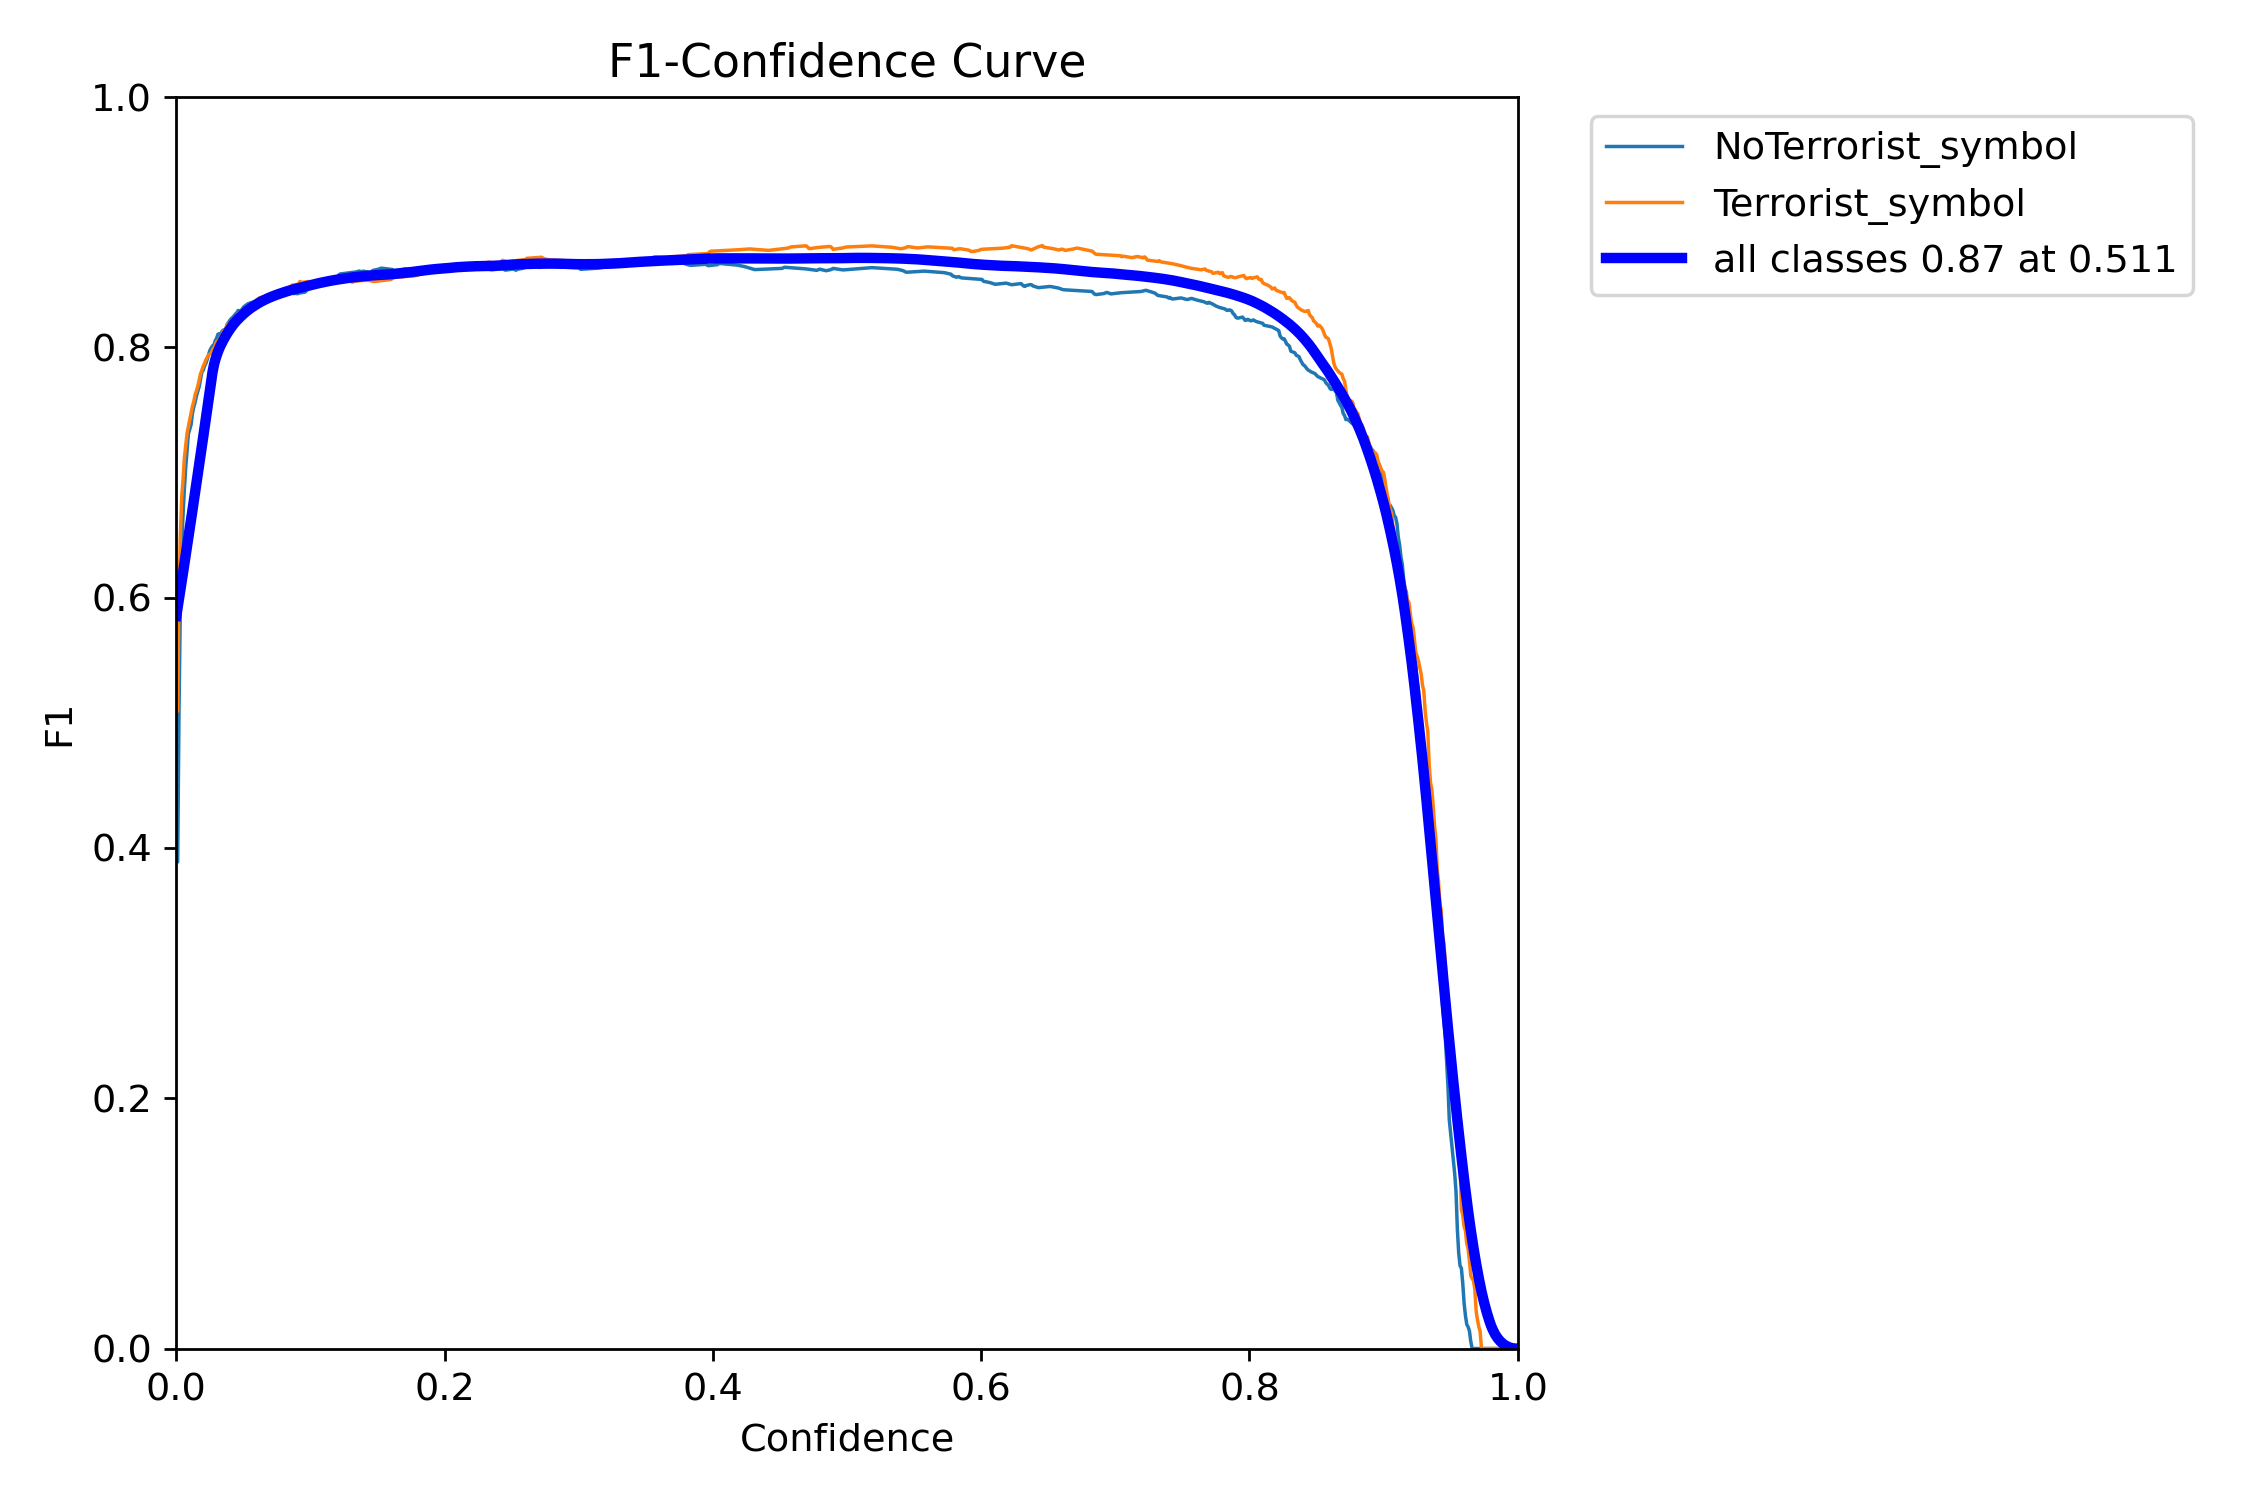 F1-Confidence Curve
1.0
0.8
0.6
0.4
0.2
0.0
F1
0.0 0.2 0.4 0.6 0.8 1.0
Confidence
NoTerrorist_symbol
Terrorist_symbol
all classes 0.87 at 0.511